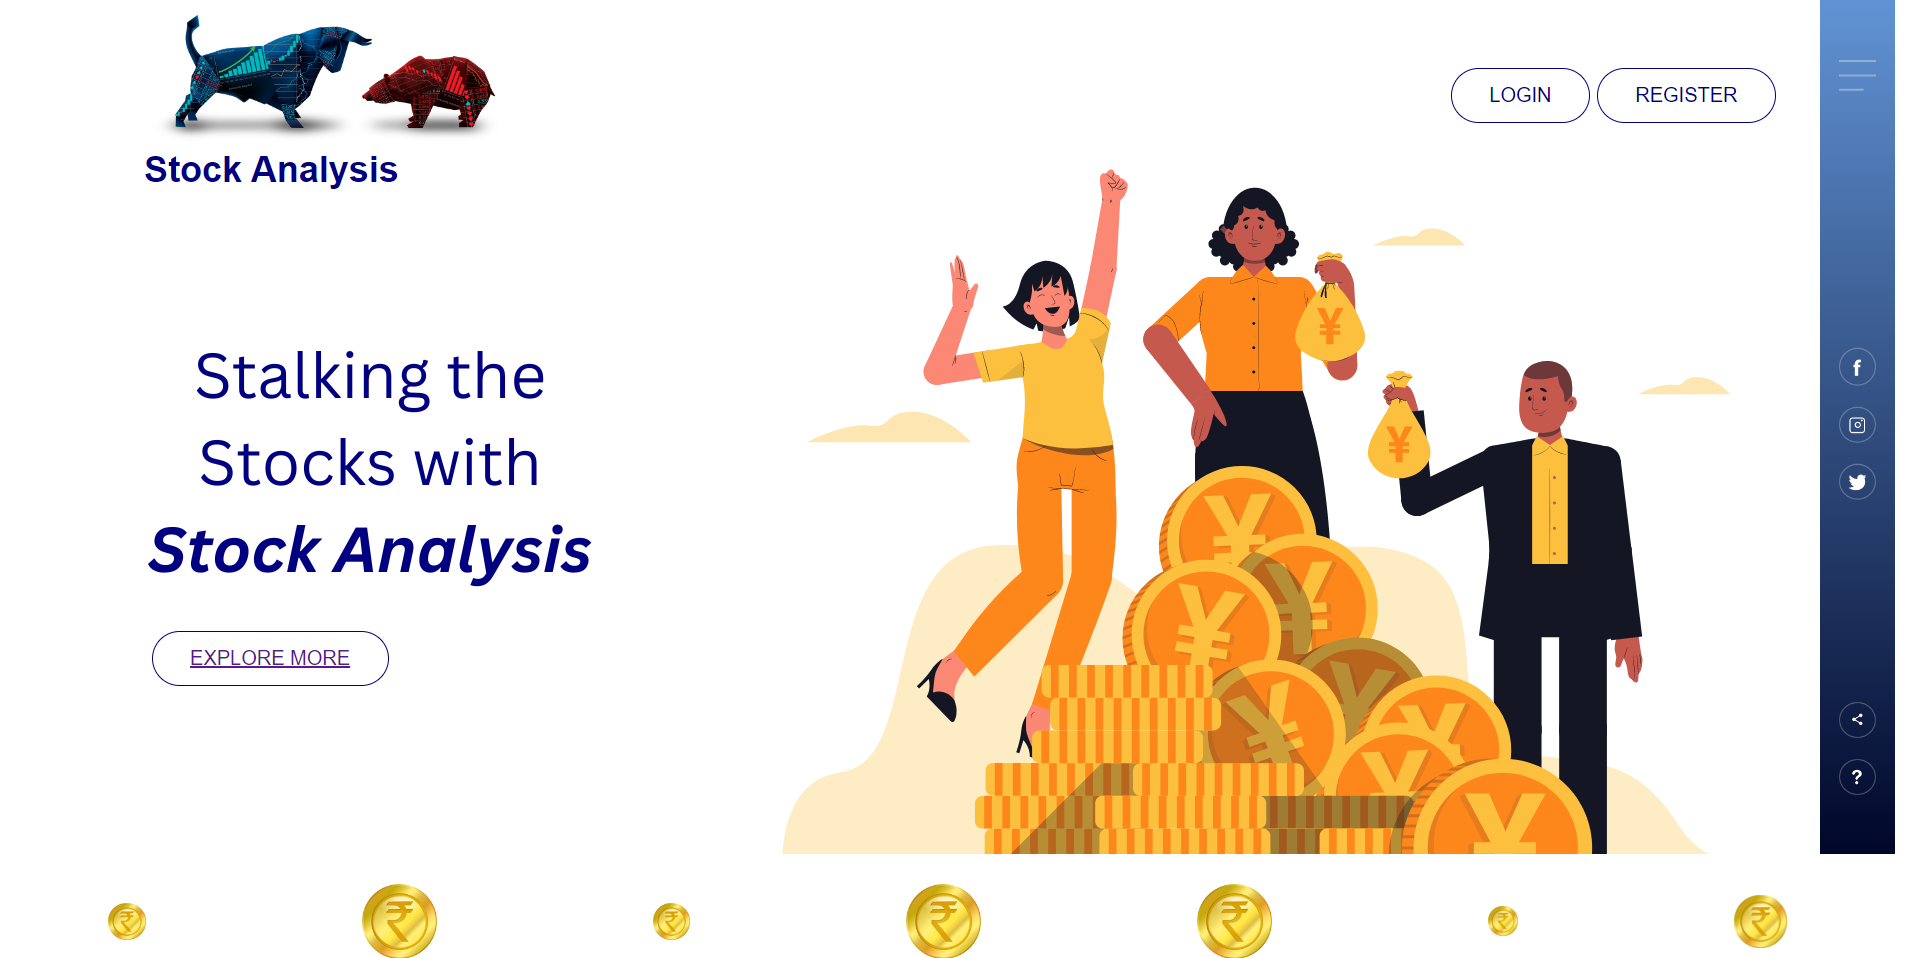 LOGIN
REGISTER
Stock Analysis
Stalking the
Stocks with
Stock Analysis
EXPLORE MORE
¥
¥
¥
¥
¥
¥
¥
¥
¥
¥
?
₹
₹
₹
₹
₹
₹
₹